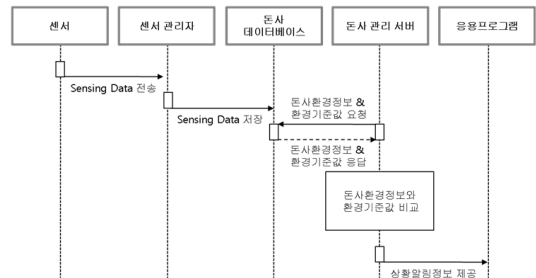 센서
센서 관리자
돈사
데이터베이스
돈사 관리 서버
응용프로그램
Sensing Data 전송
Sensing Data 저장
돈사환경정보 &
환경기준값 요청
돈사환경정보 &
환경기준값 응답
돈사환경정보와
환경기준값 비교
상황알림정보 제공